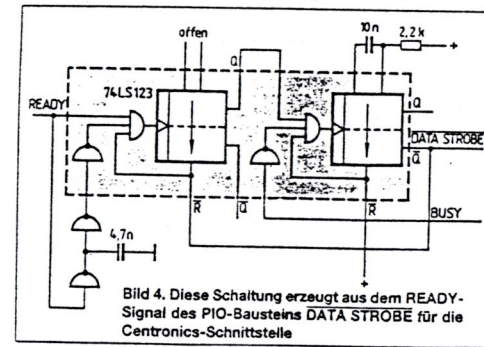 offen
10n
2,2k
+
74LS123
Q
READY
Q
DATA STROBE
Q
R
Q
R
BUSY
4,7n
+
Bild 4. Diese Schaltung erzeugt aus dem READY-
Signal des PIO-Bausteins DATA STROBE für die
Centronics-Schnittstelle